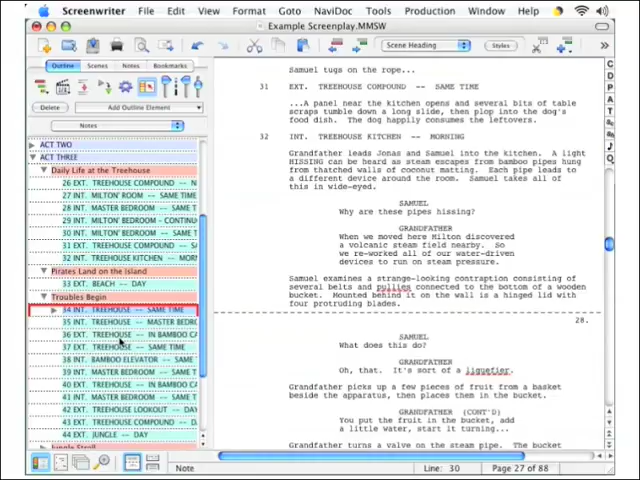 Screenwriter File Edit View Format Goto NaviDoc Tools Production Window Help
Example Screenplay.MMSW
Scene Heading
Styles
Outline Scenes Notes Bookmarks
Delete
Add Outline Element
Notes
ACT TWO
ACT THREE
Daily Life at the Treehouse
26 EXT. TREEHOUSE COMPOUND -- N
27 INT. MILTON' ROOM -- SAME TIME
28 INT. MASTER BEDROOM -- SAME
29 INT. MILTON' BEDROOM - CONTINU
30 INT. MILTON' BEDROOM -- SAME T
31 EXT. TREEHOUSE COMPOUND -- S
32 INT. TREEHOUSE KITCHEN -- MORN
Pirates Land on the Island
33 EXT. BEACH -- DAY
Troubles Begin
34 INT. TREEHOUSE -- SAME TIME
35 INT. TREEHOUSE -- MASTER BEDRO
36 EXT. TREEHOUSE -- IN BAMBOO CA
37 EXT. TREEHOUSE -- SAME TIME
38 INT. BAMBOO ELEVATOR -- SAME
39 INT. MASTER BEDROOM -- SAME T
40 EXT. TREEHOUSE -- IN BAMBOO CA
41 INT. MASTER BEDROOM -- SAME T
42 EXT. TREEHOUSE LOOKOUT -- DAY
43 EXT. TREEHOUSE COMPOUND -- D
44 EXT. JUNGLE -- DAY
Jungle Stroll
Samuel tugs on the rope...
31 EXT. TREEHOUSE COMPOUND -- SAME TIME
...A panel near the kitchen opens and several bits of table
scraps tumble down a long slide, then plop into the dog's
food dish. The dog happily consumes the leftovers.
32 INT. TREEHOUSE KITCHEN -- MORNING
Grandfather leads Jonas and Samuel into the kitchen. A light
HISSING can be heard as steam escapes from bamboo pipes hung
from thatched walls of coconut matting. Each pipe leads to
a different device around the room. Samuel takes all of
this in wide-eyed.
SAMUEL
Why are these pipes hissing?
GRANDFATHER
When we moved here Milton discovered
a volcanic steam field nearby. So
we re-worked all of our water-driven
devices to run on steam pressure.
Samuel examines a strange-looking contraption consisting of
several belts and pullies connected to the bottom of a wooden
bucket. Mounted behind it on the wall is a hinged lid with
four protruding blades.
28.
SAMUEL
What does this do?
GRANDFATHER
Oh, that. It's sort of a liquefier.
Grandfather picks up a few pieces of fruit from a basket
beside the apparatus, then places them in the bucket.
GRANDFATHER (CONT'D)
You put the fruit in the bucket, add
a little water, start it turning...
Grandfather turns a valve on the steam pipe. The bucket
C
D
P
A
T
Note
Line: 30
Page 27 of 88